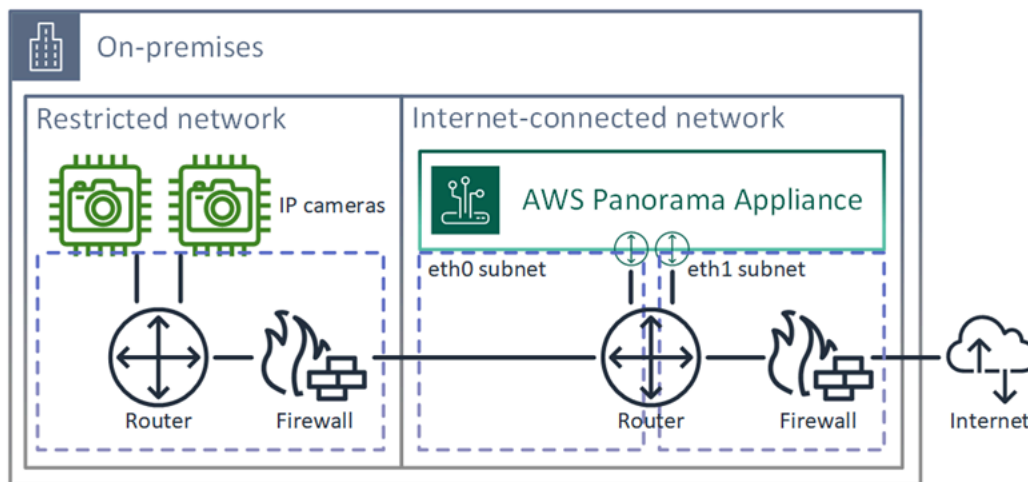 On-premises
Restricted network
Internet-connected network
IP cameras
AWS Panorama Appliance
eth0 subnet
eth1 subnet
Router
Firewall
Router
Firewall
Internet